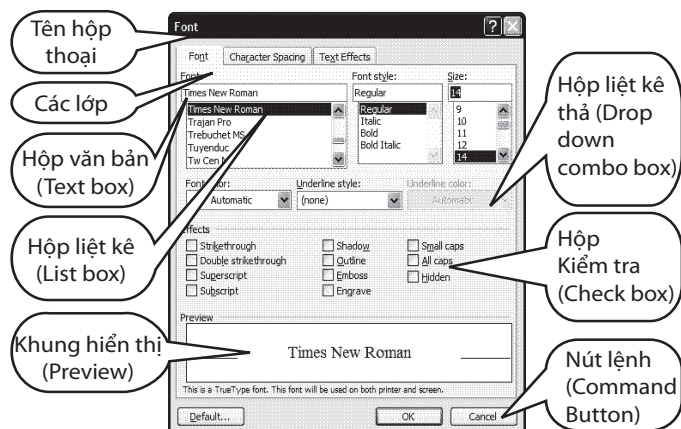 Tên hộp
thoại
Các lớp
Hộp văn bản
(Text box)
Hộp liệt kê
(List box)
Khung hiển thị
(Preview)
Font
Font Character Spacing Text Effects
Font style: Size:
Times New Roman Regular 14
Times New Roman Regular 9
Trajan Pro Italic 10
Trebuchet MS Bold 11
Tuyenduc Bold Italic 12
Tw Cen 14
Underline style: Underline color:
Automatic (none) Automatic
Effects
Strikethrough Shadow Small caps
Double strikethrough Outline All caps
Superscript Emboss Hidden
Subscript Engrave
Preview
Times New Roman
This is a TrueType font. This font will be used on both printer and screen.
Default... OK Cancel
Hộp liệt kê
thả (Drop
down
combo box)
Hộp
Kiểm tra
(Check box)
Nút lệnh
(Command
Button)